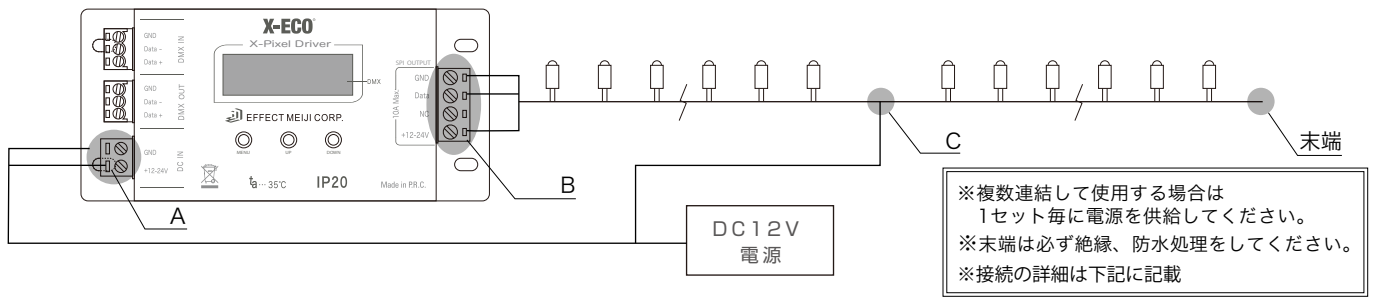 X-ECO®
X-Pixel Driver
GND
Data -
Data +
DMX IN
GND
Data -
Data +
DMX OUT
GND
+12-24V
DC IN
DMX
EFFECT MEIJI CORP.
MENU
UP
DOWN
ta… 35℃
IP20
Made in P.R.C.
SPI OUTPUT
GND
Data
NC
+12-24V
10A Max.
A
B
C
末端
DC12V
電源
※複数連結して使用する場合は
1セット毎に電源を供給してください。
※末端は必ず絶縁、防水処理をしてください。
※接続の詳細は下記に記載